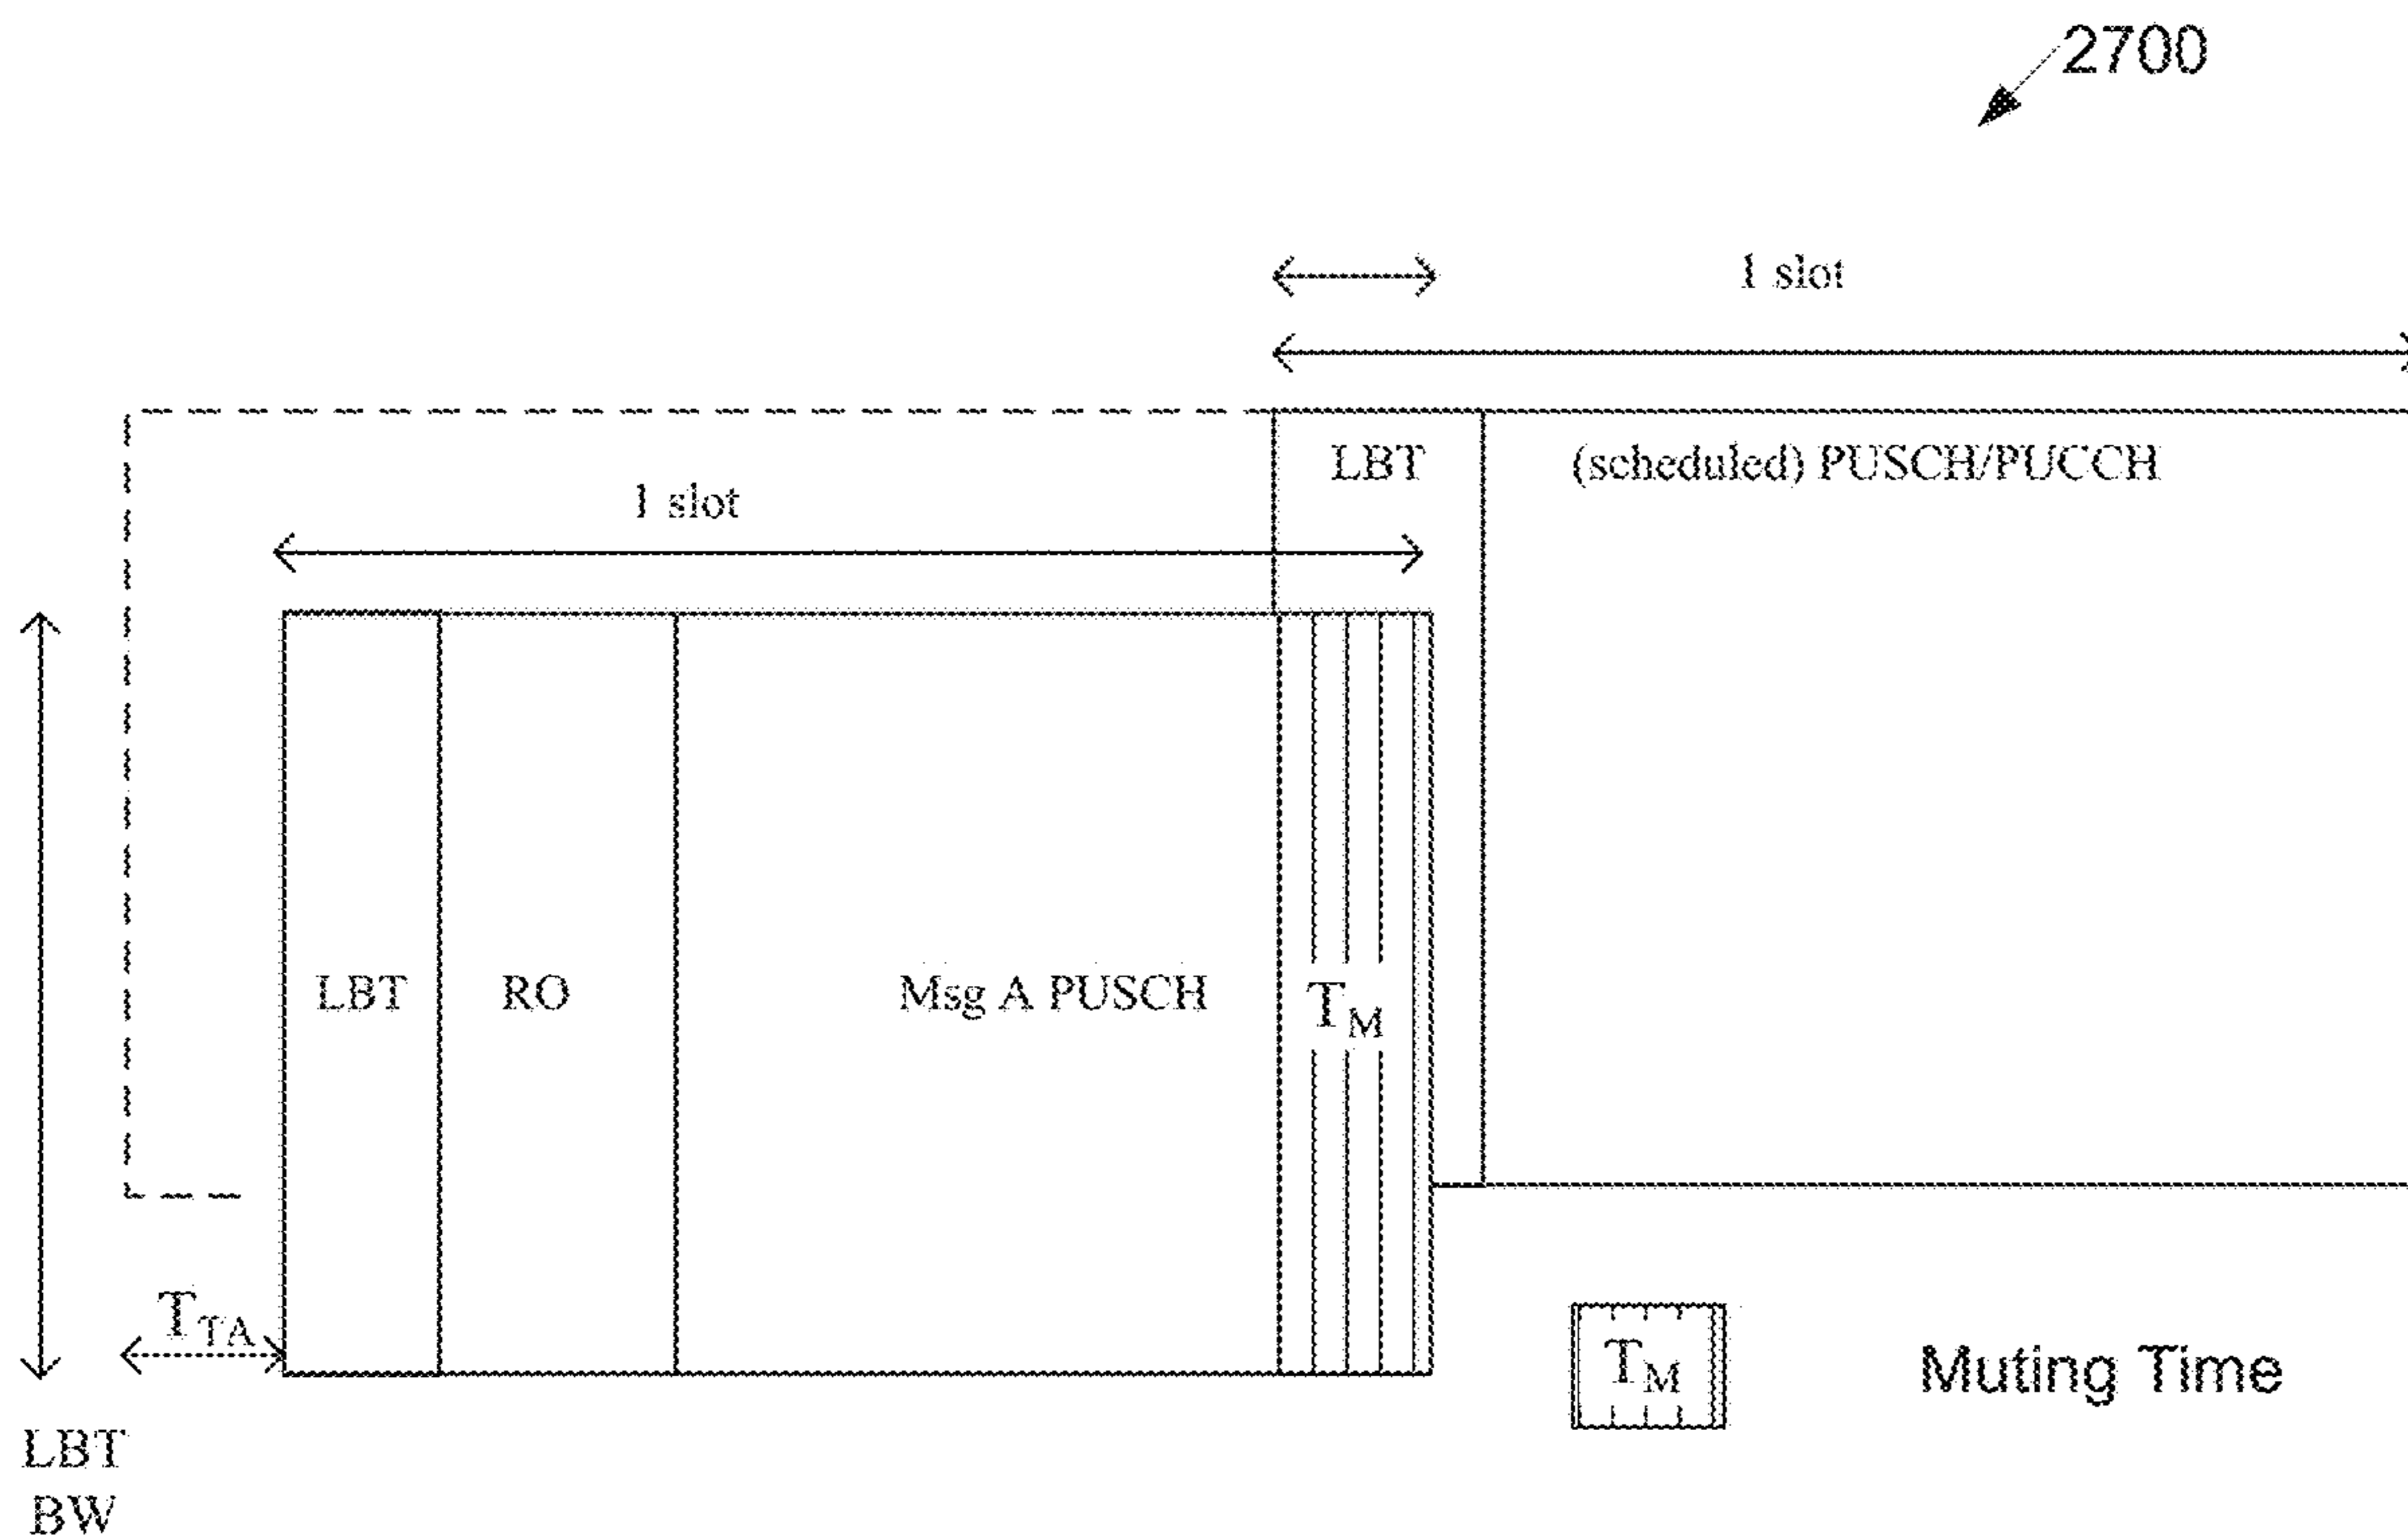 2700
1 slot
LBT
(scheduled) PUSCH/PUCCH
1 slot
LBT
RO
Msg A PUSCH
TM
TTA
TM
Muting Time
LBT
BW